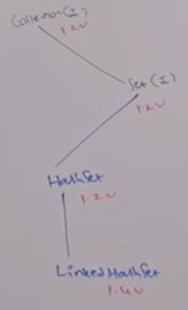 Collection(I)
1.2V
Set(I)
1.2V
HashSet
1.2V
LinkedHashSet
1.4V